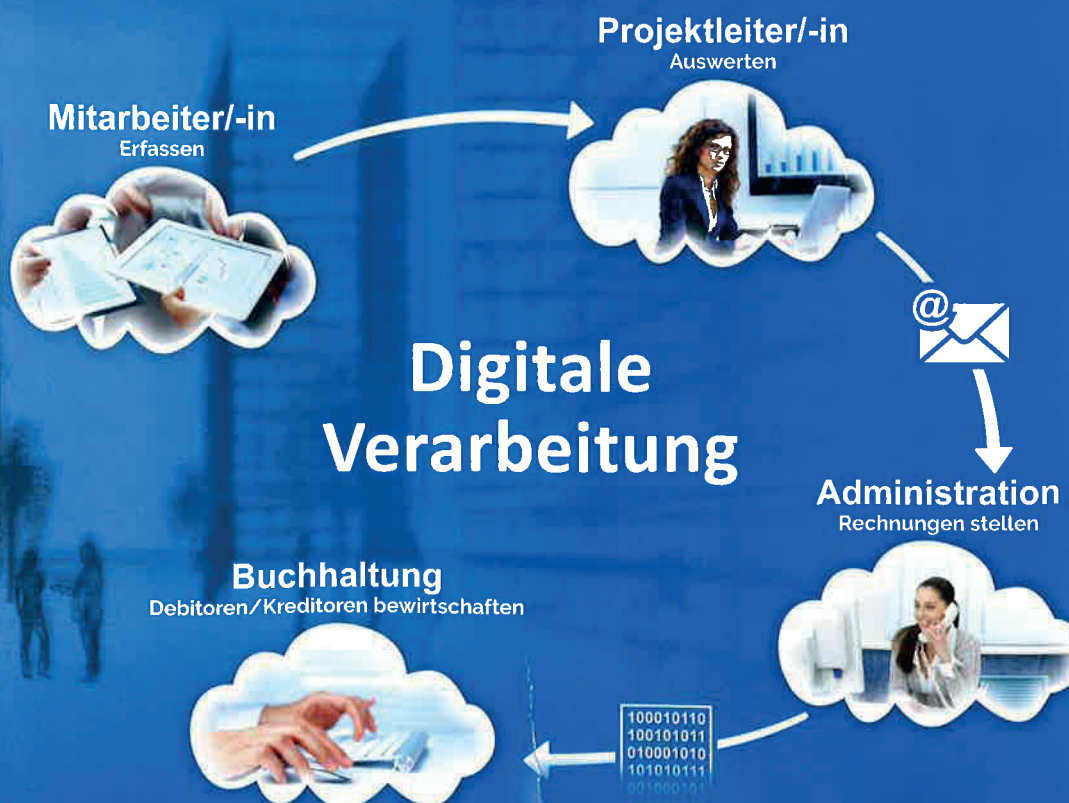 Projektleiter/-in
Auswerten
Mitarbeiter/-in
Erfassen
@
Digitale
Verarbeitung
Administration
Rechnungen stellen
Buchhaltung
Debitoren/Kreditoren bewirtschaften
100010110
100101011
010001010
101010111
001000101